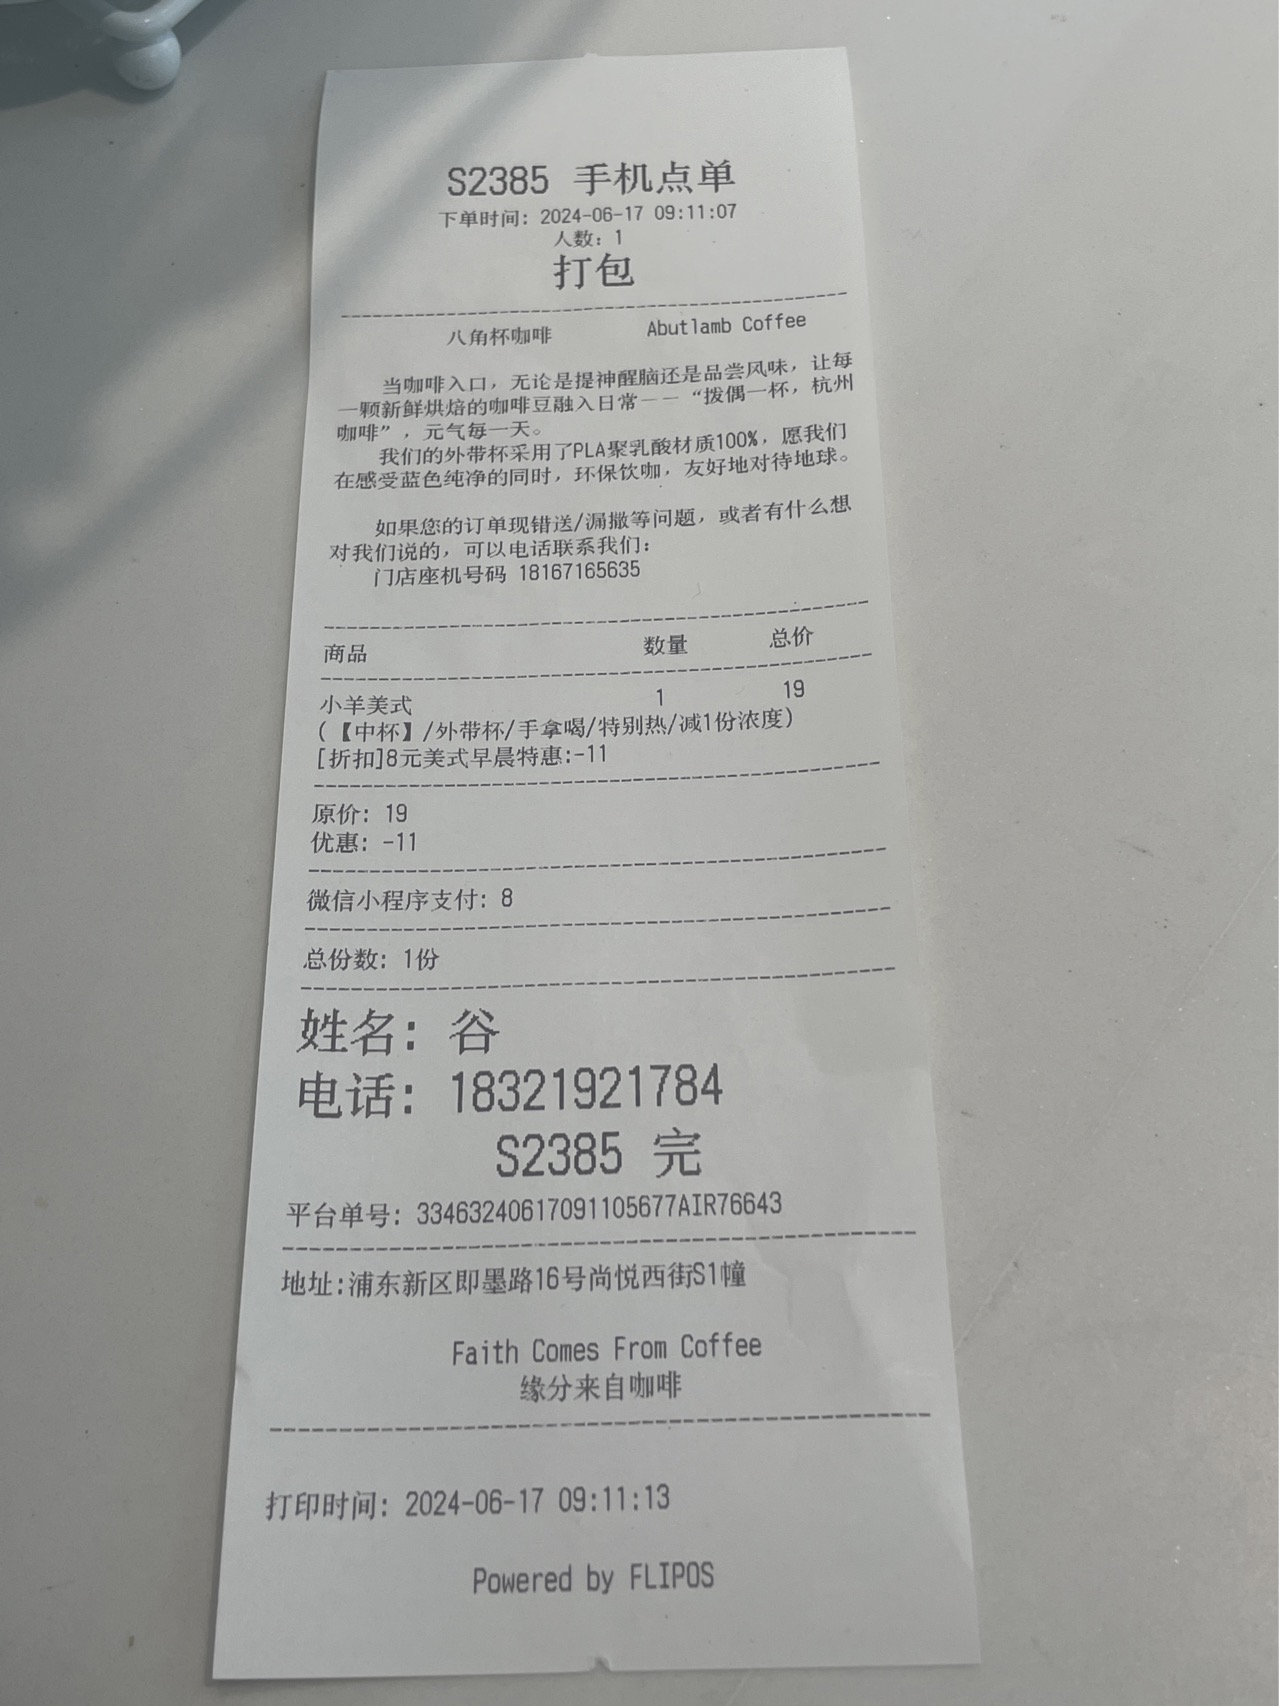 S2385 手机点单
下单时间: 2024-06-17 09:11:07
人数: 1
打包
八角杯咖啡 Abutlamb Coffee
当咖啡入口，无论是提神醒脑还是品尝风味，让每
一颗新鲜烘焙的咖啡豆融入日常——“拨偶一杯，杭州
咖啡”，元气每一天。
我们的外带杯采用了PLA聚乳酸材质100%，愿我们
在感受蓝色纯净的同时，环保饮咖，友好地对待地球。
如果您的订单现错送/漏撒等问题，或者有什么想
对我们说的，可以电话联系我们:
门店座机号码 18167165635
商品 数量 总价
小羊美式 1 19
(【中杯】/外带杯/手拿喝/特别热/减1份浓度)
[折扣]8元美式早晨特惠:-11
原价: 19
优惠: -11
微信小程序支付: 8
总份数: 1份
姓名: 谷
电话: 18321921784
S2385 完
平台单号: 33463240617091105677AIR76643
地址:浦东新区即墨路16号尚悦西街S1幢
Faith Comes From Coffee
缘分来自咖啡
打印时间: 2024-06-17 09:11:13
Powered by FLIPOS